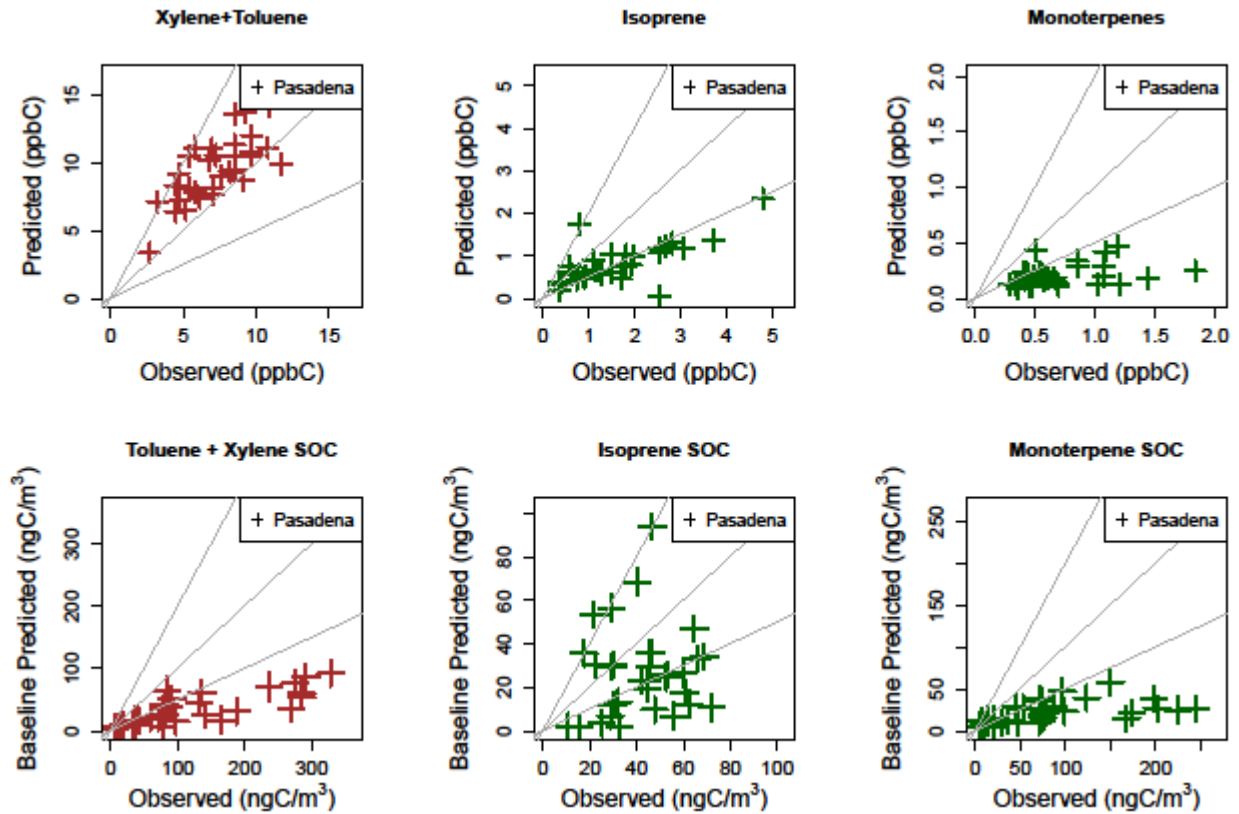 Xylene+Toluene
Isoprene
Monoterpenes
Predicted (ppbC)
15
10
5
0
+ Pasadena
0 5 10 15
Observed (ppbC)
Predicted (ppbC)
5
4
3
2
1
0
+ Pasadena
0 1 2 3 4 5
Observed (ppbC)
Predicted (ppbC)
2.0
1.5
1.0
0.5
0.0
+ Pasadena
0.0 0.5 1.0 1.5 2.0
Observed (ppbC)
Toluene + Xylene SOC
Isoprene SOC
Monoterpene SOC
Baseline Predicted (ngC/m³)
300
200
100
0
+ Pasadena
0 100 200 300
Observed (ngC/m³)
Baseline Predicted (ngC/m³)
80
60
40
20
0
+ Pasadena
0 20 40 60 80 100
Observed (ngC/m³)
Baseline Predicted (ngC/m³)
250
150
50
0
+ Pasadena
0 50 100 200
Observed (ngC/m³)